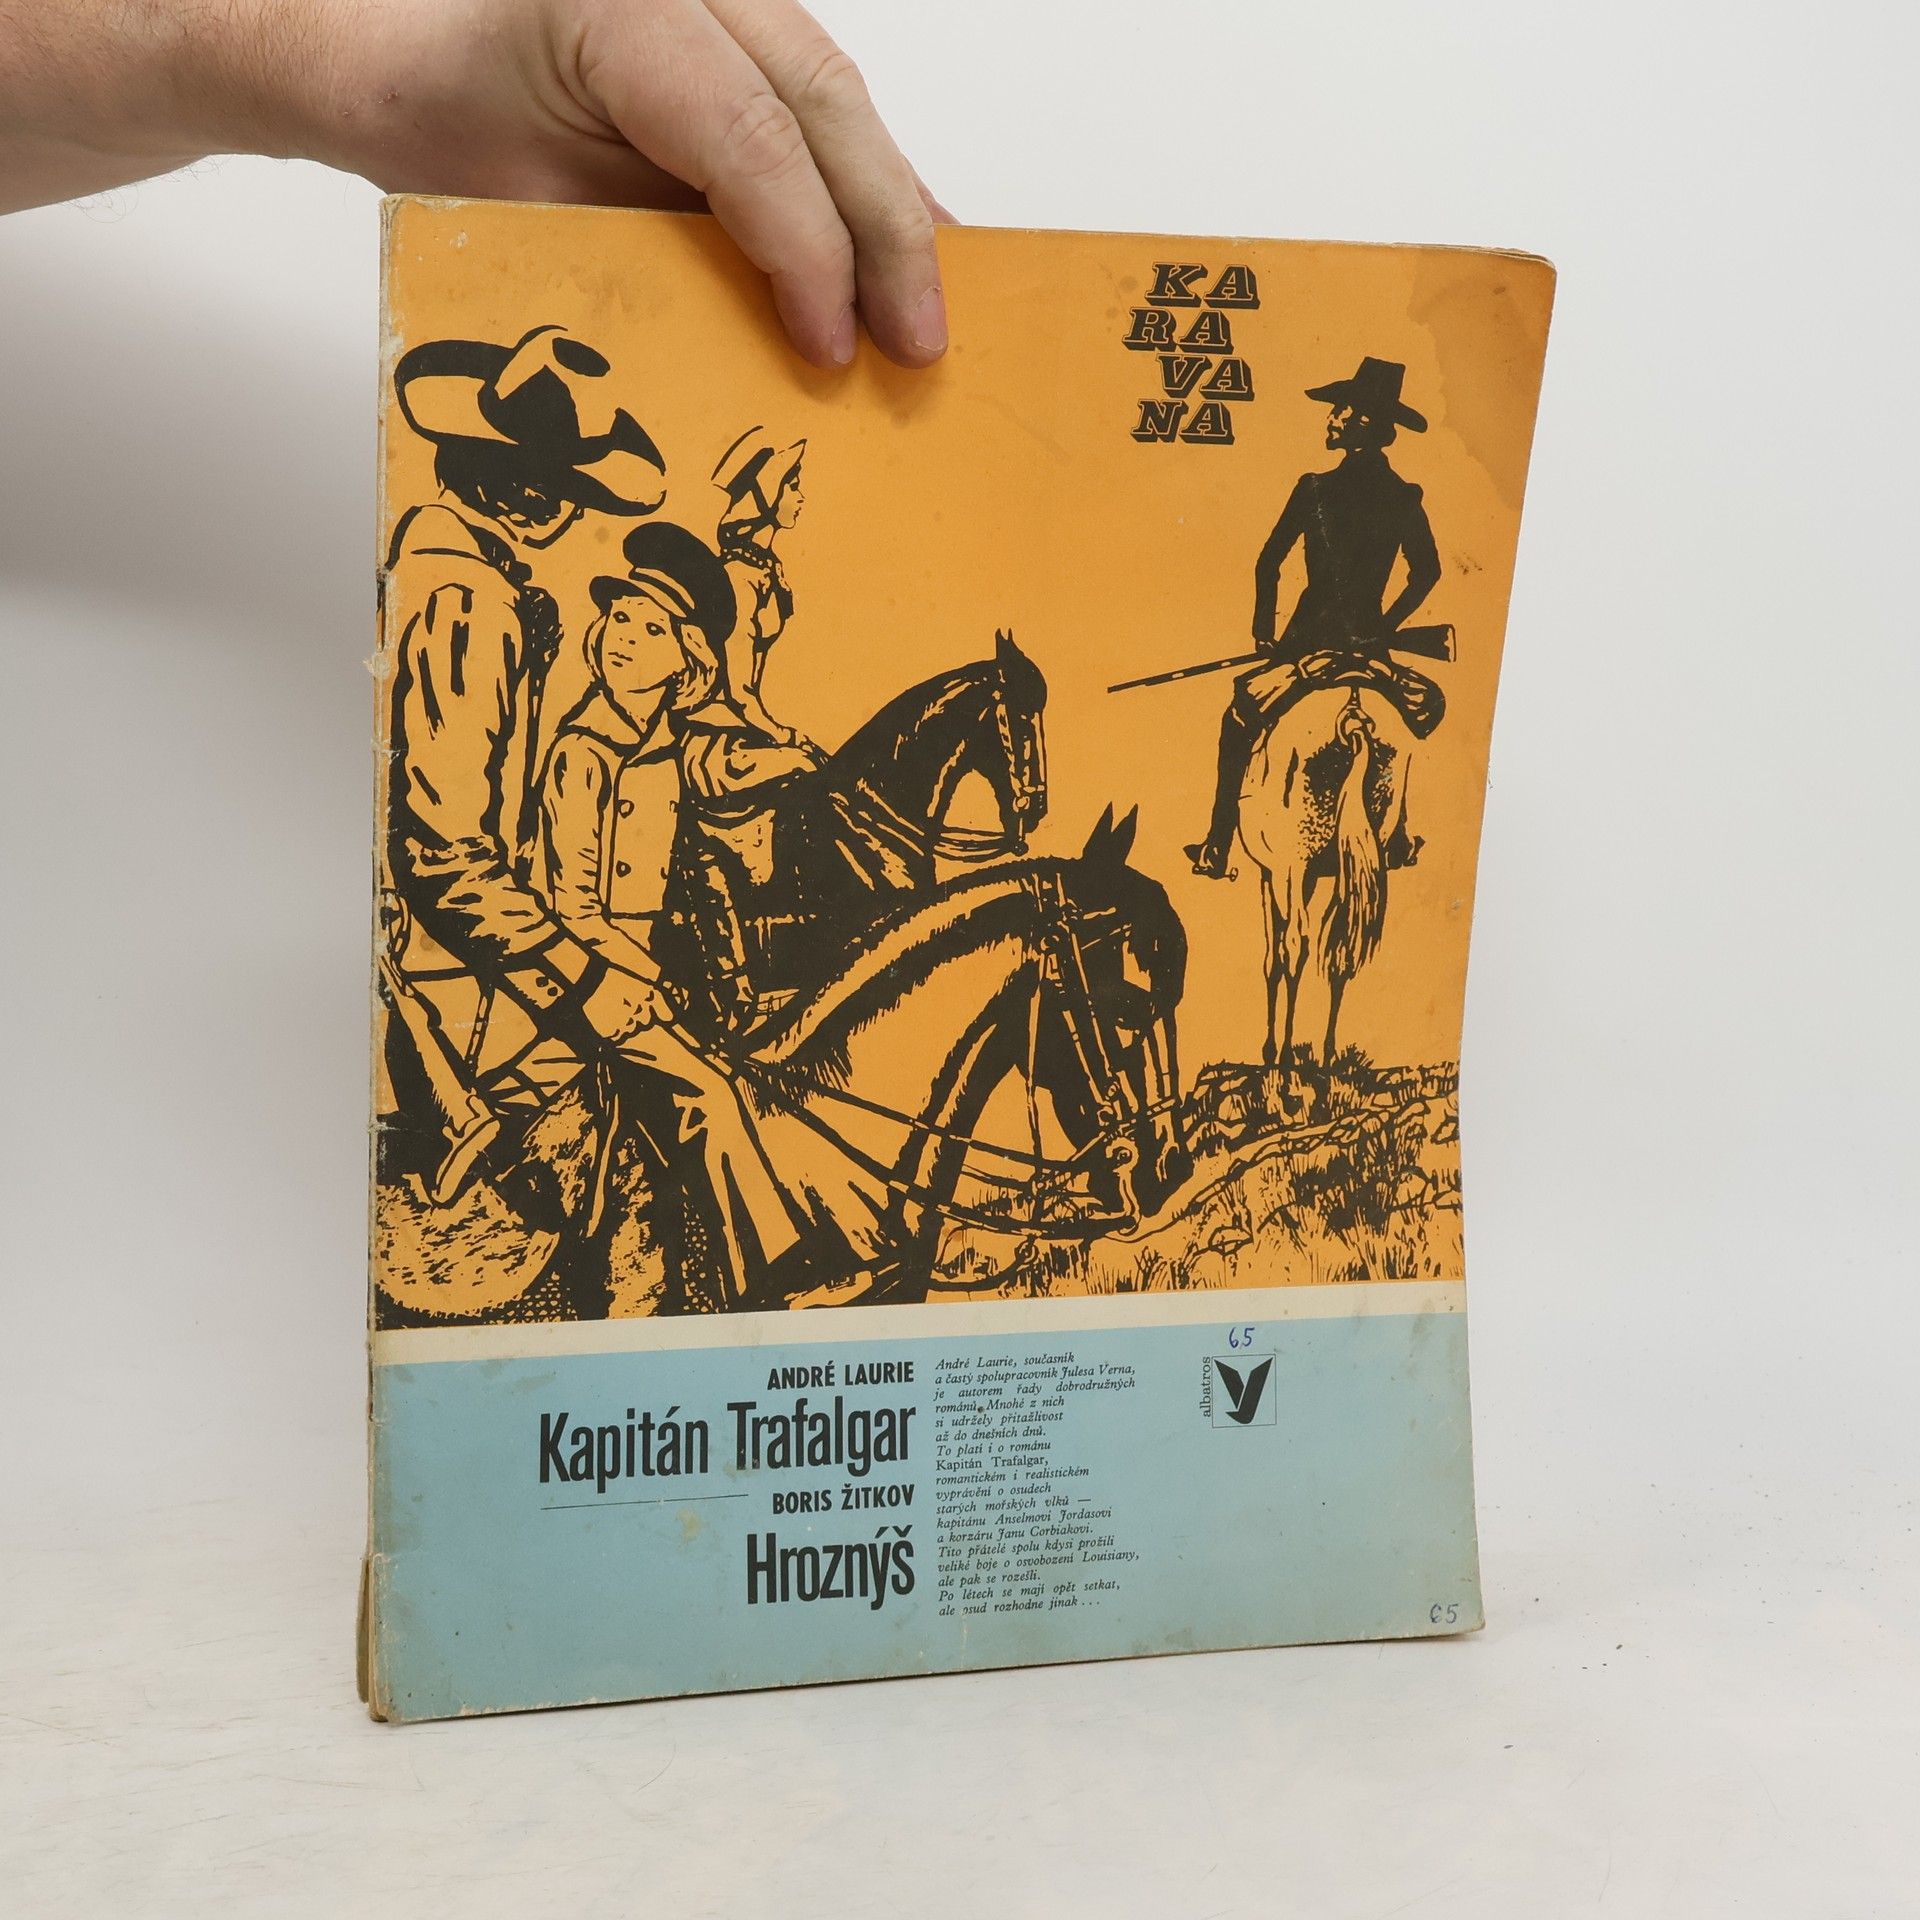 KA
RA
VA
NA
ANDRÉ LAURIE
Kapitán Trafalgar
BORIS ŽITKOV
Hroznýš
André Laurie, současník
a častý spolupracovník Julesa Verna,
je autorem řady dobrodružných
románů. Mnohé z nich
si udržely přitažlivost
až do dnešních dnů.
To platí i o románu
Kapitán Trafalgar,
romantickém i realistickém
vyprávění o osudech
starých mořských vlků —
kapitánu Anselmovi Jordasovi
a korzáru Janu Corbiakovi.
Tito přátelé spolu kdysi prožili
veliké boje o osvobození Louisiany,
ale pak se rozešli.
Po létech se mají opět setkat,
ale osud rozhodne jinak...
65
albatros
65